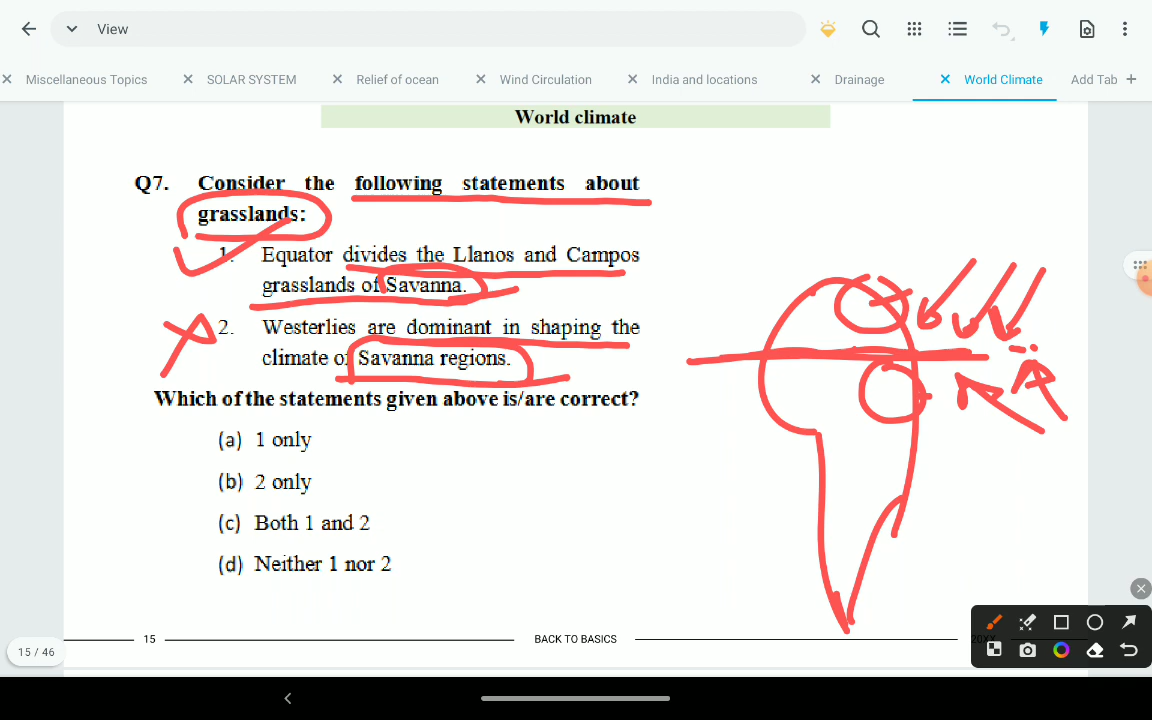 View
Miscellaneous Topics SOLAR SYSTEM Relief of ocean Wind Circulation India and locations Drainage World Climate Add Tab +
World climate
Q7. Consider the following statements about
grasslands:
1. Equator divides the Llanos and Campos
grasslands of Savanna.
2. Westerlies are dominant in shaping the
climate of Savanna regions.
Which of the statements given above is/are correct?
(a) 1 only
(b) 2 only
(c) Both 1 and 2
(d) Neither 1 nor 2
15 BACK TO BASICS 20XX
15 / 46